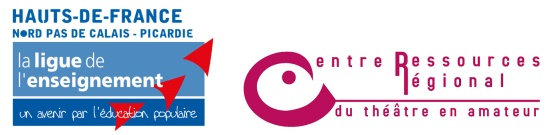 HAUTS-DE-FRANCE
NORD PAS DE CALAIS - PICARDIE
la ligue de
l'enseignement
un avenir par l'éducation populaire
Centre Ressources
Régional
du théâtre en amateur